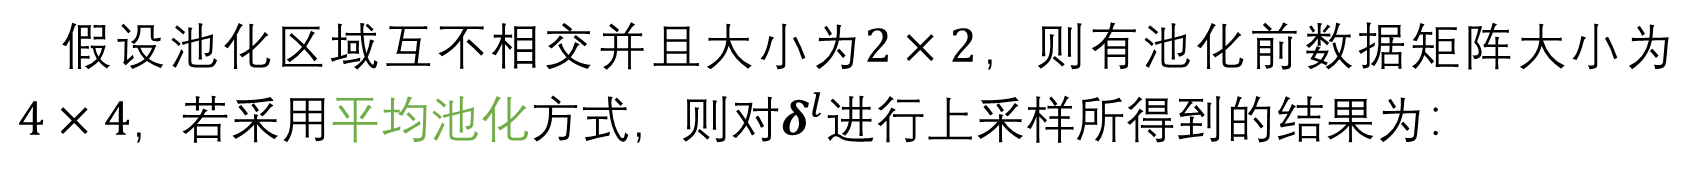 假设池化区域互不相交并且大小为2 × 2，则有池化前数据矩阵大小为
4 × 4，若采用平均池化方式，则对δˡ进行上采样所得到的结果为：